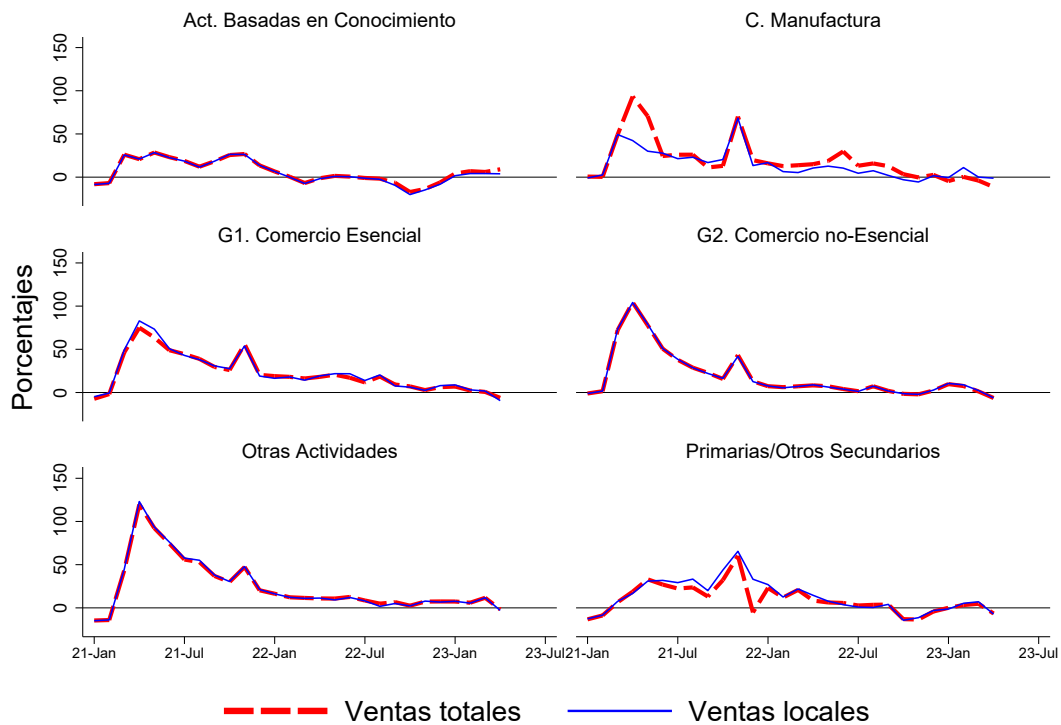 Act. Basadas en Conocimiento
C. Manufactura
150
100
50
0
G1. Comercio Esencial
G2. Comercio no-Esencial
Porcentajes
150
100
50
0
Otras Actividades
Primarias/Otros Secundarios
150
100
50
0
21-Jan 21-Jul 22-Jan 22-Jul 23-Jan 23-Jul 21-Jan 21-Jul 22-Jan 22-Jul 23-Jan 23-Jul
Ventas totales Ventas locales